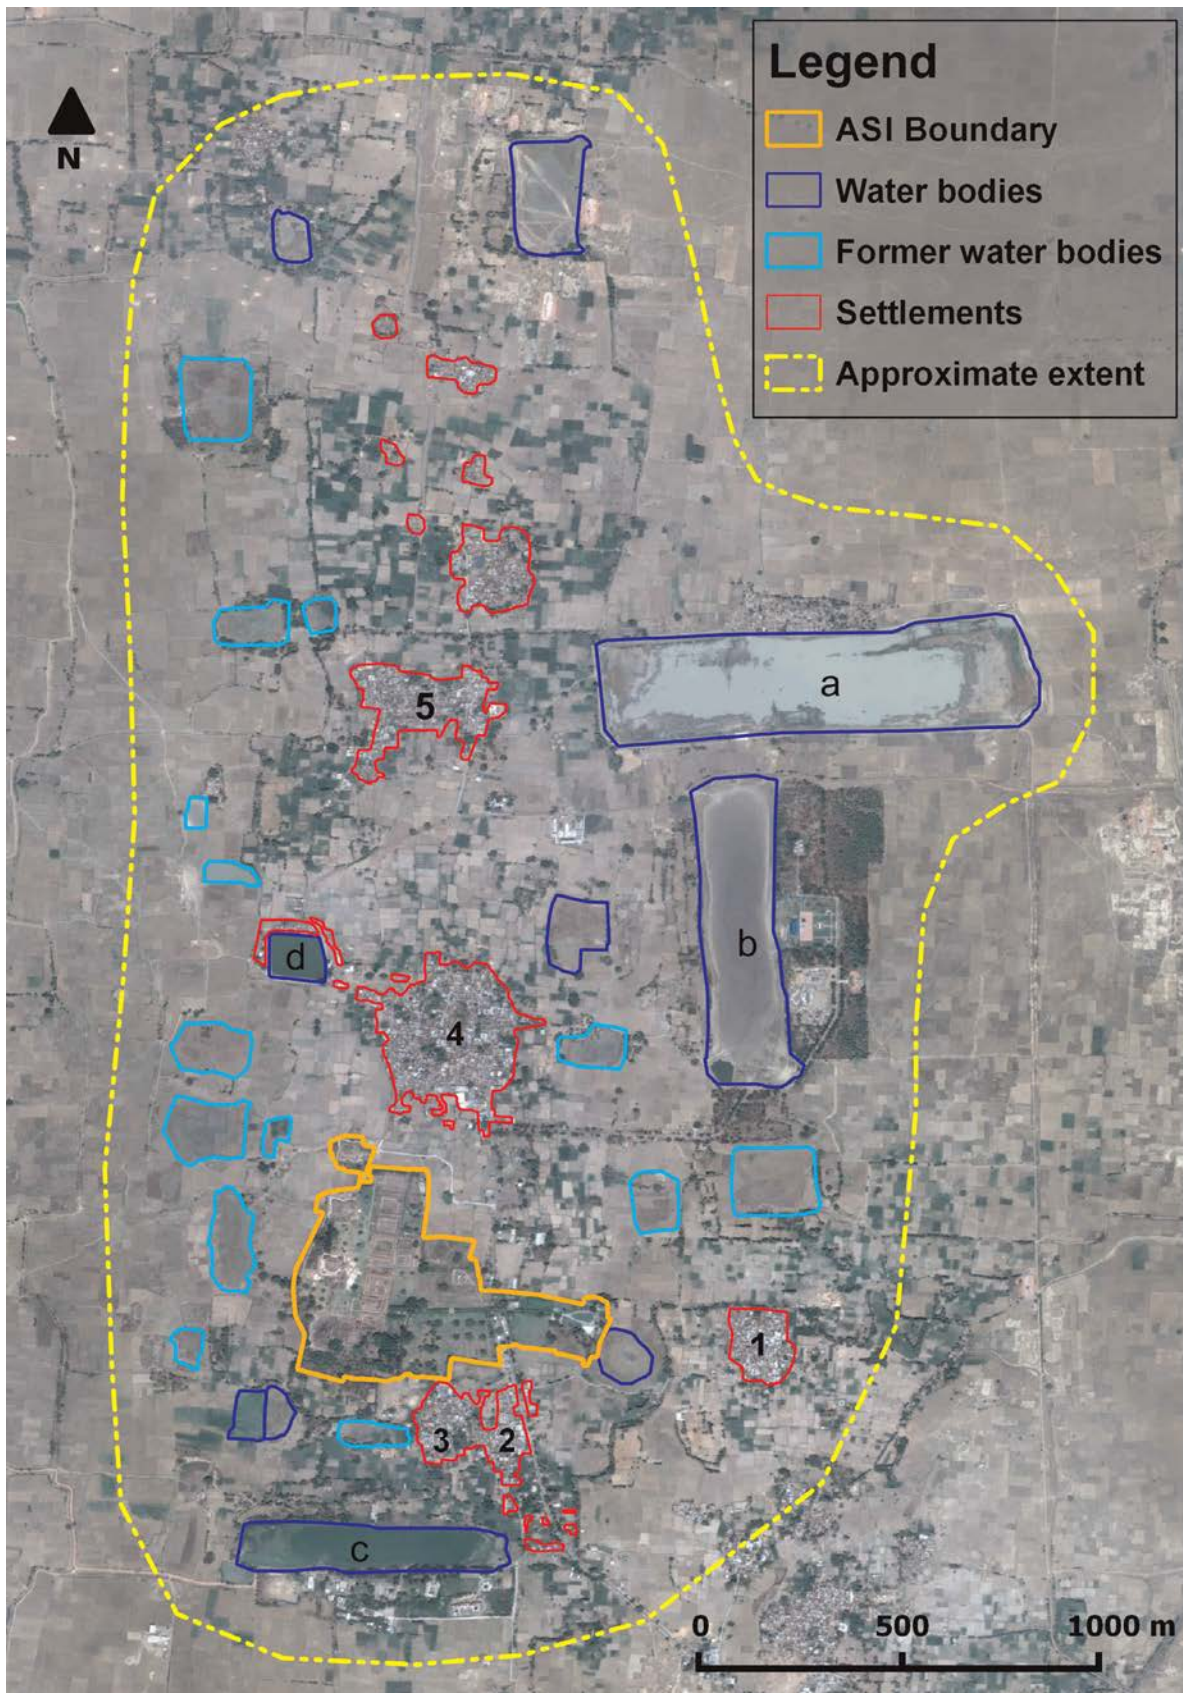 Legend
ASI Boundary
Water bodies
Former water bodies
Settlements
Approximate extent
N
a
5
b
d
4
1
3 2
c
0 500 1000 m